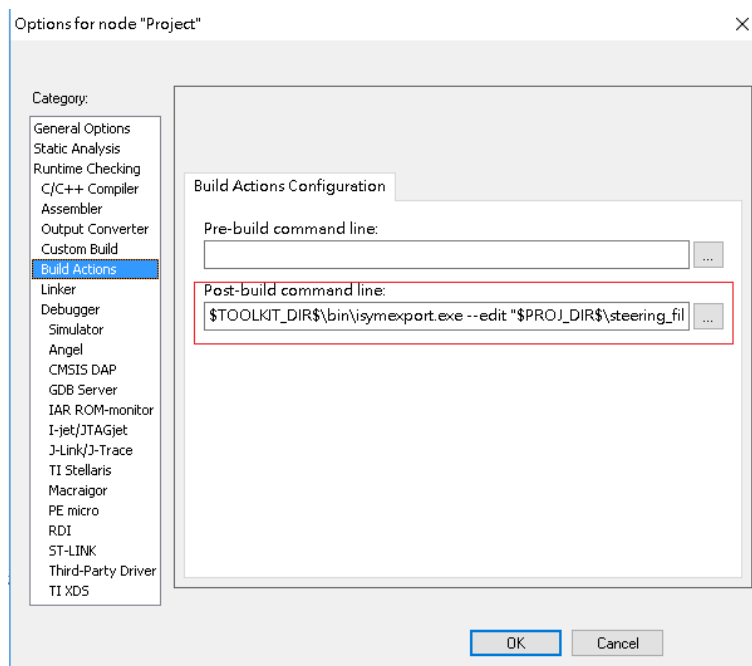 Options for node "Project"
Category:
General Options
Static Analysis
Runtime Checking
C/C++ Compiler
Assembler
Output Converter
Custom Build
Build Actions
Linker
Debugger
Simulator
Angel
CMSIS DAP
GDB Server
IAR ROM-monitor
I-jet/JTAGjet
J-Link/J-Trace
TI Stellaris
Macraigor
PE micro
RDI
ST-LINK
Third-Party Driver
TI XDS
Build Actions Configuration
Pre-build command line:
...
Post-build command line:
$TOOLKIT_DIR$\bin\isymexport.exe --edit "$PROJ_DIR$\steering_fil
...
OK
Cancel